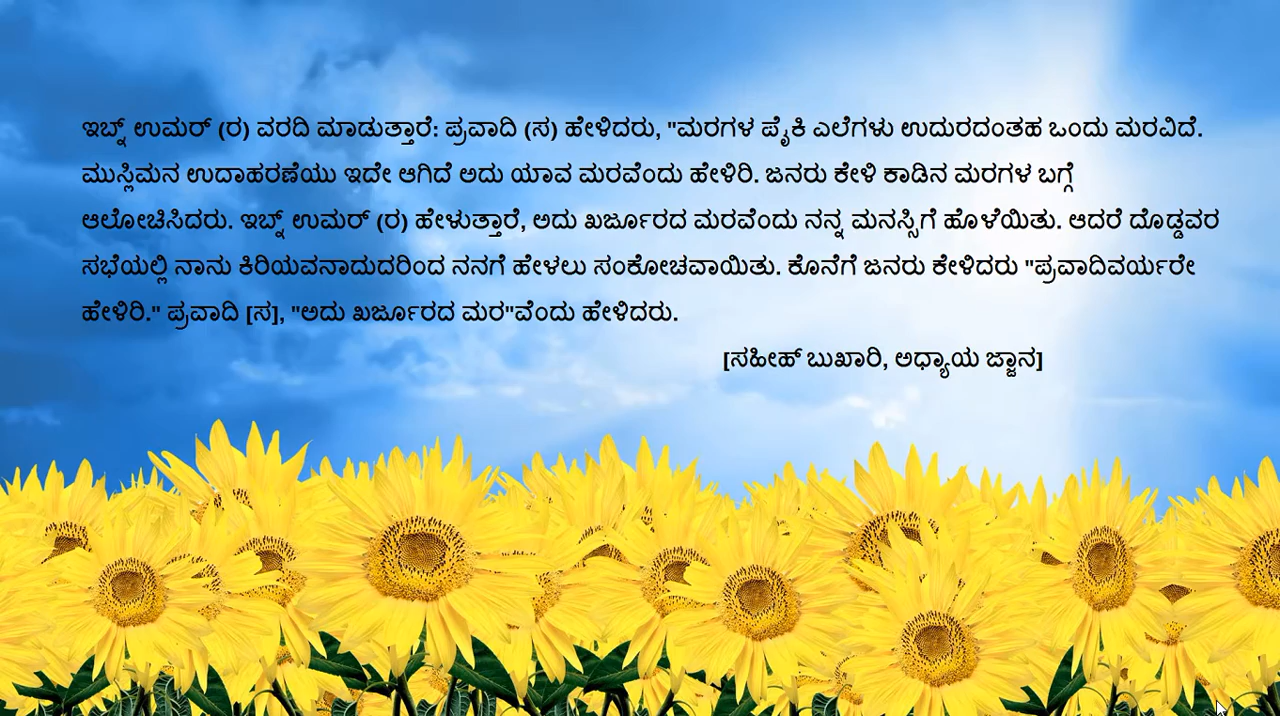 ಇಬ್ನ್ ಉಮರ್ (ರ) ವರದಿ ಮಾಡುತ್ತಾರೆ: ಪ್ರವಾದಿ (ಸ) ಹೇಳಿದರು, "ಮರಗಳ ಪೈಕಿ ಎಲೆಗಳು ಉದುರದಂತಹ ಒಂದು ಮರವಿದೆ.
ಮುಸ್ಲಿಮನ ಉದಾಹರಣೆಯು ಇದೇ ಆಗಿದೆ ಅದು ಯಾವ ಮರವೆಂದು ಹೇಳಿರಿ. ಜನರು ಕೇಳಿ ಕಾಡಿನ ಮರಗಳ ಬಗ್ಗೆ
ಆಲೋಚಿಸಿದರು. ಇಬ್ನ್ ಉಮರ್ (ರ) ಹೇಳುತ್ತಾರೆ, ಅದು ಖರ್ಜೂರದ ಮರವೆಂದು ನನ್ನ ಮನಸ್ಸಿಗೆ ಹೊಳೆಯಿತು. ಆದರೆ ದೊಡ್ಡವರ
ಸಭೆಯಲ್ಲಿ ನಾನು ಕಿರಿಯವನಾದುದರಿಂದ ನನಗೆ ಹೇಳಲು ಸಂಕೋಚವಾಯಿತು. ಕೊನೆಗೆ ಜನರು ಕೇಳಿದರು "ಪ್ರವಾದಿವರ್ಯರೇ
ಹೇಳಿರಿ." ಪ್ರವಾದಿ [ಸ], "ಅದು ಖರ್ಜೂರದ ಮರ"ವೆಂದು ಹೇಳಿದರು.
[ಸಹೀಹ್ ಬುಖಾರಿ, ಅಧ್ಯಾಯ ಜ್ಞಾನ]